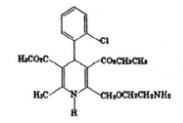 Cl
H₃CO₂C CO₂CH₂CH₃
H₃C N CH₂OCH₂CH₂NH₂
H